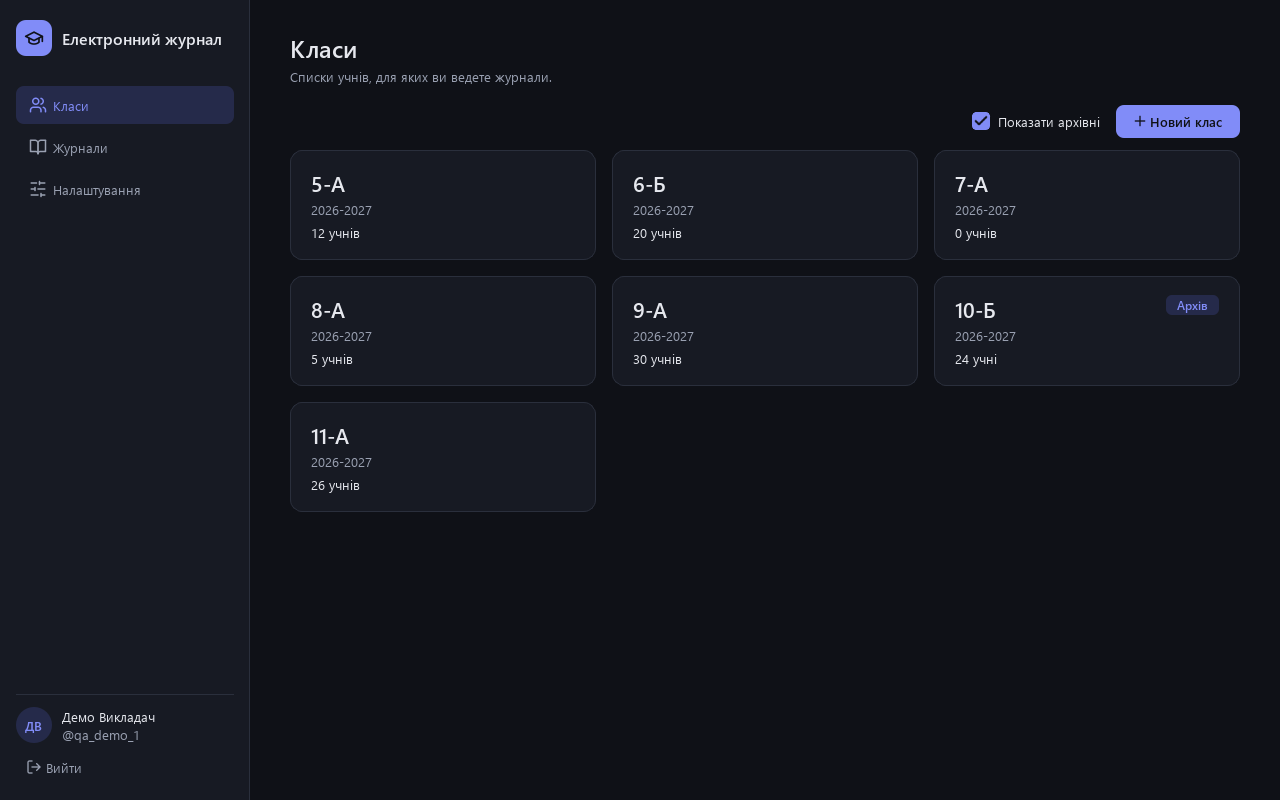 Електронний журнал
Класи
Журнали
Налаштування
ДВ
Демо Викладач
@qa_demo_1
Вийти
Класи
Списки учнів, для яких ви ведете журнали.
Показати архівні
Новий клас
5-А
2026-2027
12 учнів
6-Б
2026-2027
20 учнів
7-А
2026-2027
0 учнів
8-А
2026-2027
5 учнів
9-А
2026-2027
30 учнів
10-Б
Архів
2026-2027
24 учні
11-А
2026-2027
26 учнів